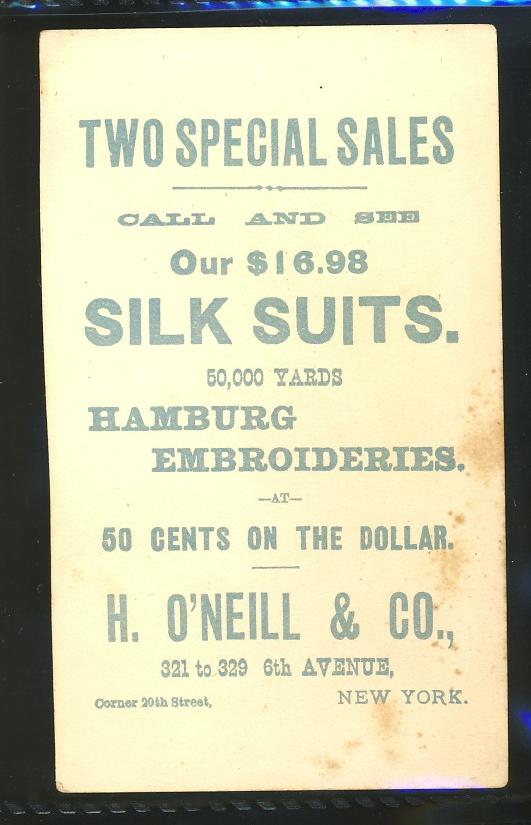 TWO SPECIAL SALES
CALL AND SEE
Our $16.98
SILK SUITS.
50,000 YARDS
HAMBURG
EMBROIDERIES.
—AT—
50 CENTS ON THE DOLLAR.
H. O'NEILL & CO.,
321 to 329 6th AVENUE,
Corner 20th Street, NEW YORK.